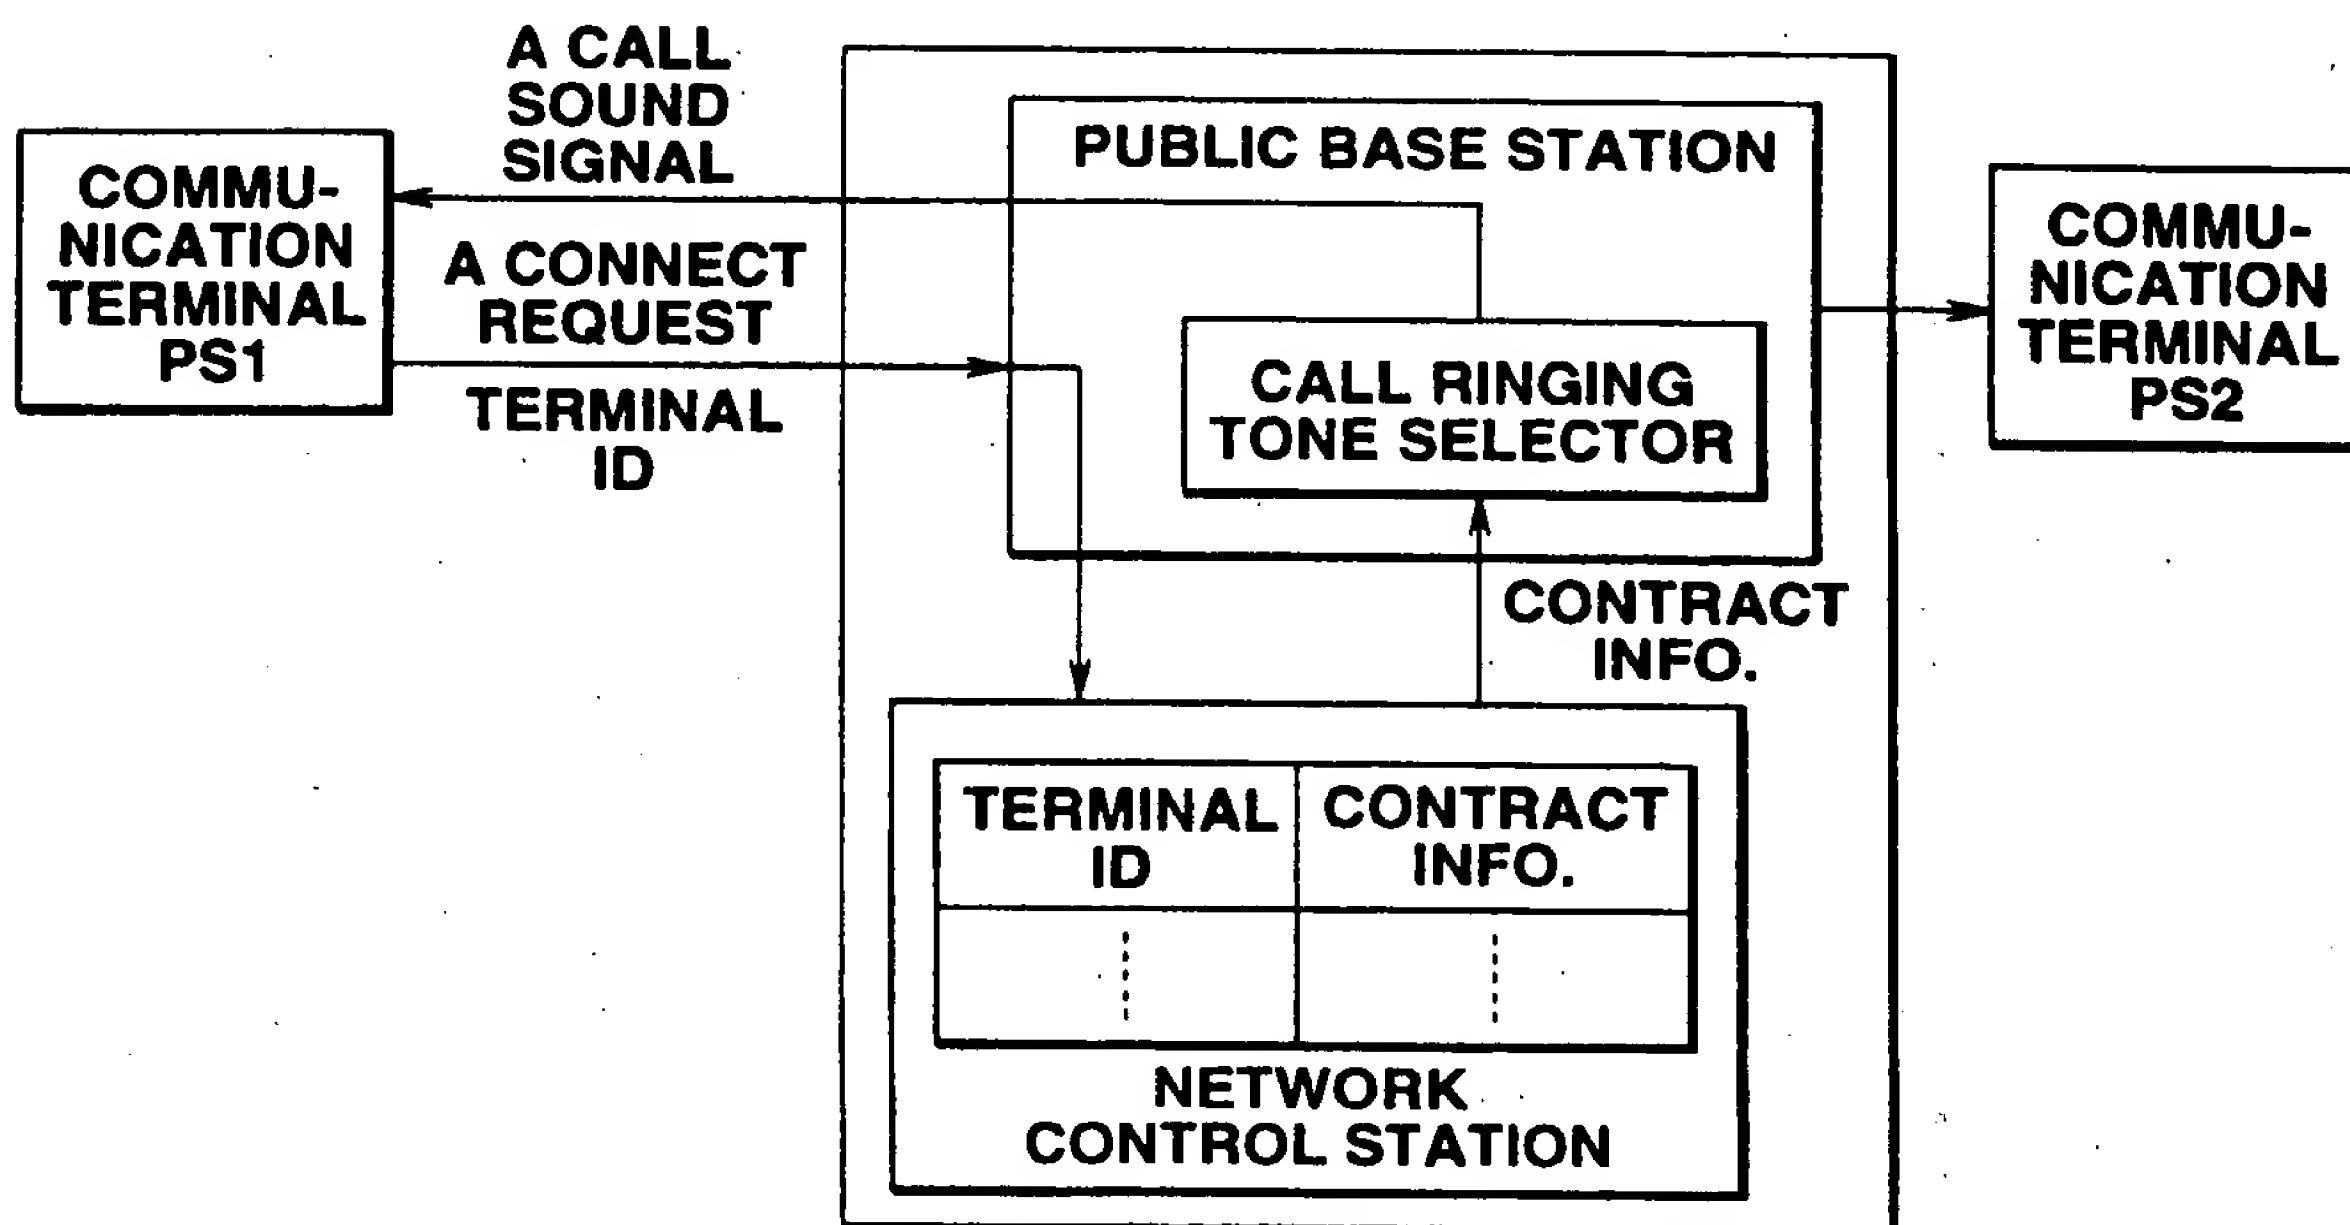 A CALL
SOUND
SIGNAL
COMMU-
NICATION
TERMINAL
PS1
A CONNECT
REQUEST
TERMINAL
ID
PUBLIC BASE STATION
CALL RINGING
TONE SELECTOR
COMMU-
NICATION
TERMINAL
PS2
CONTRACT
INFO.
TERMINAL
ID
CONTRACT
INFO.
NETWORK
CONTROL STATION